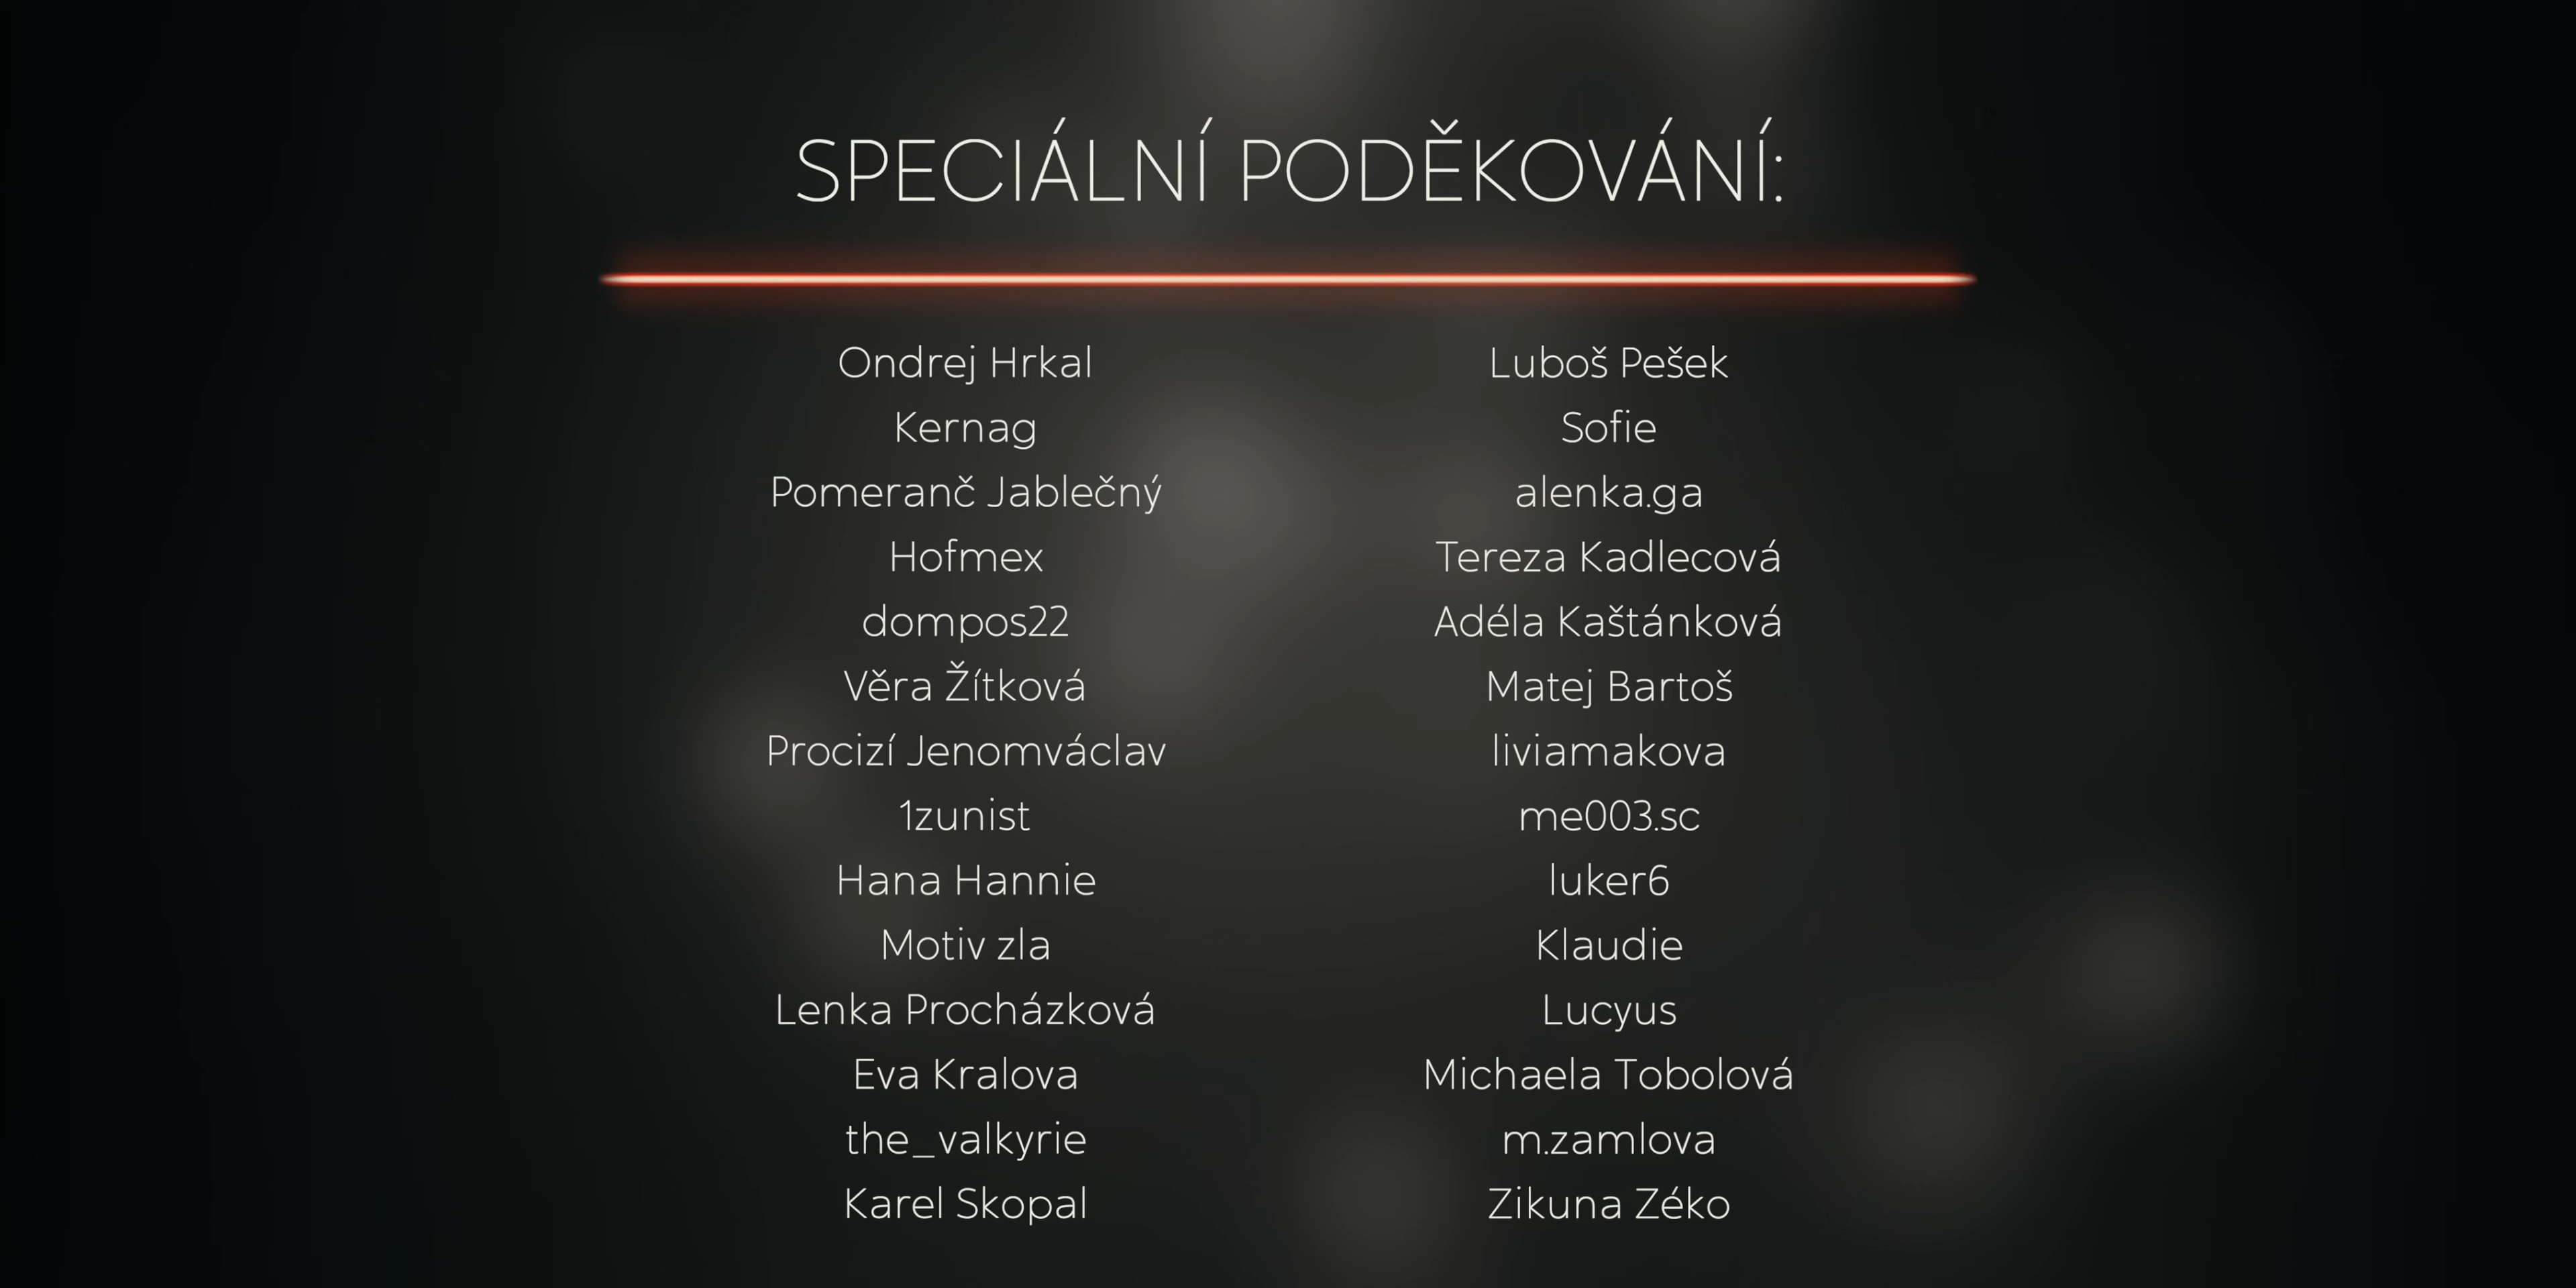 SPECIÁLNÍ PODĚKOVÁNÍ:
Ondrej Hrkal
Kernag
Pomeranč Jablečný
Hofmex
dompos22
Věra Žítková
Procizí Jenomváclav
1zunist
Hana Hannie
Motiv zla
Lenka Procházková
Eva Kralova
the_valkyrie
Karel Skopal
Luboš Pešek
Sofie
alenka.ga
Tereza Kadlecová
Adéla Kaštánková
Matej Bartoš
liviamakova
me003.sc
luker6
Klaudie
Lucyus
Michaela Tobolová
m.zamlova
Zikuna Zéko